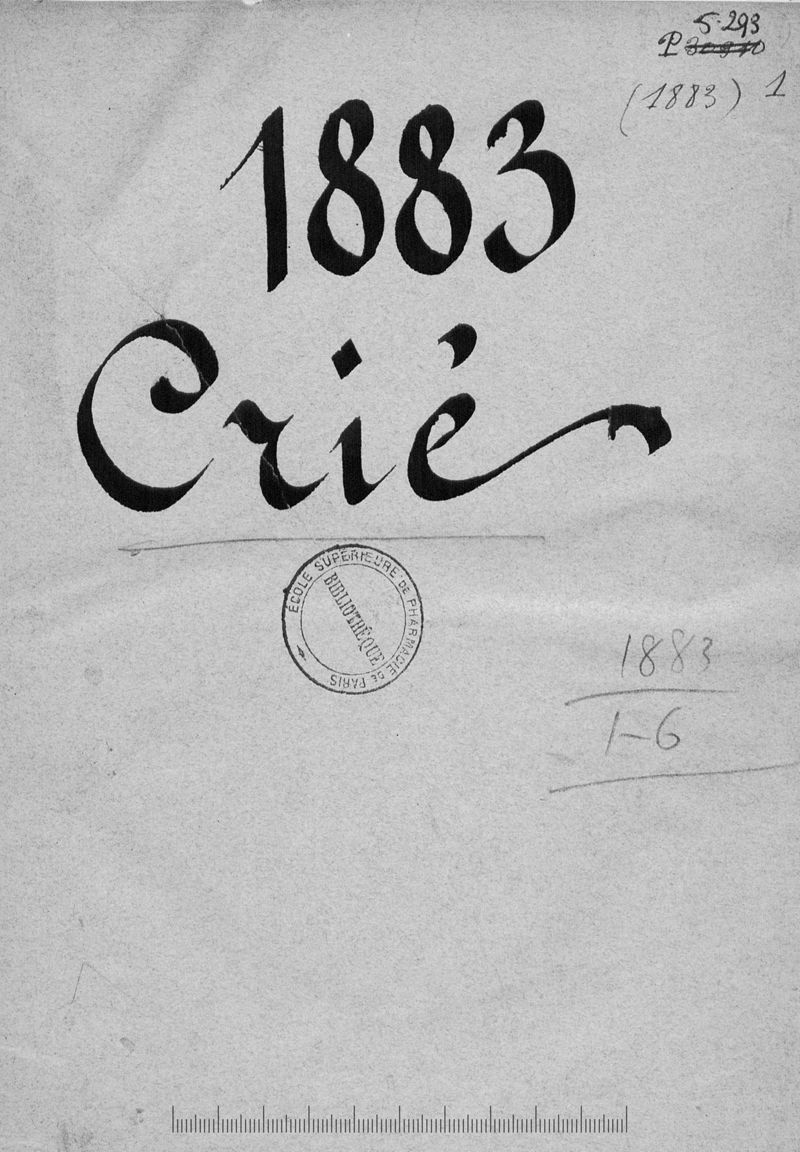 5.293
P
(1883) 1
1883
Crié
ÉCOLE SUPÉRIEURE DE PHARMACIE DE PARIS
BIBLIOTHÈQUE
1883
1-6